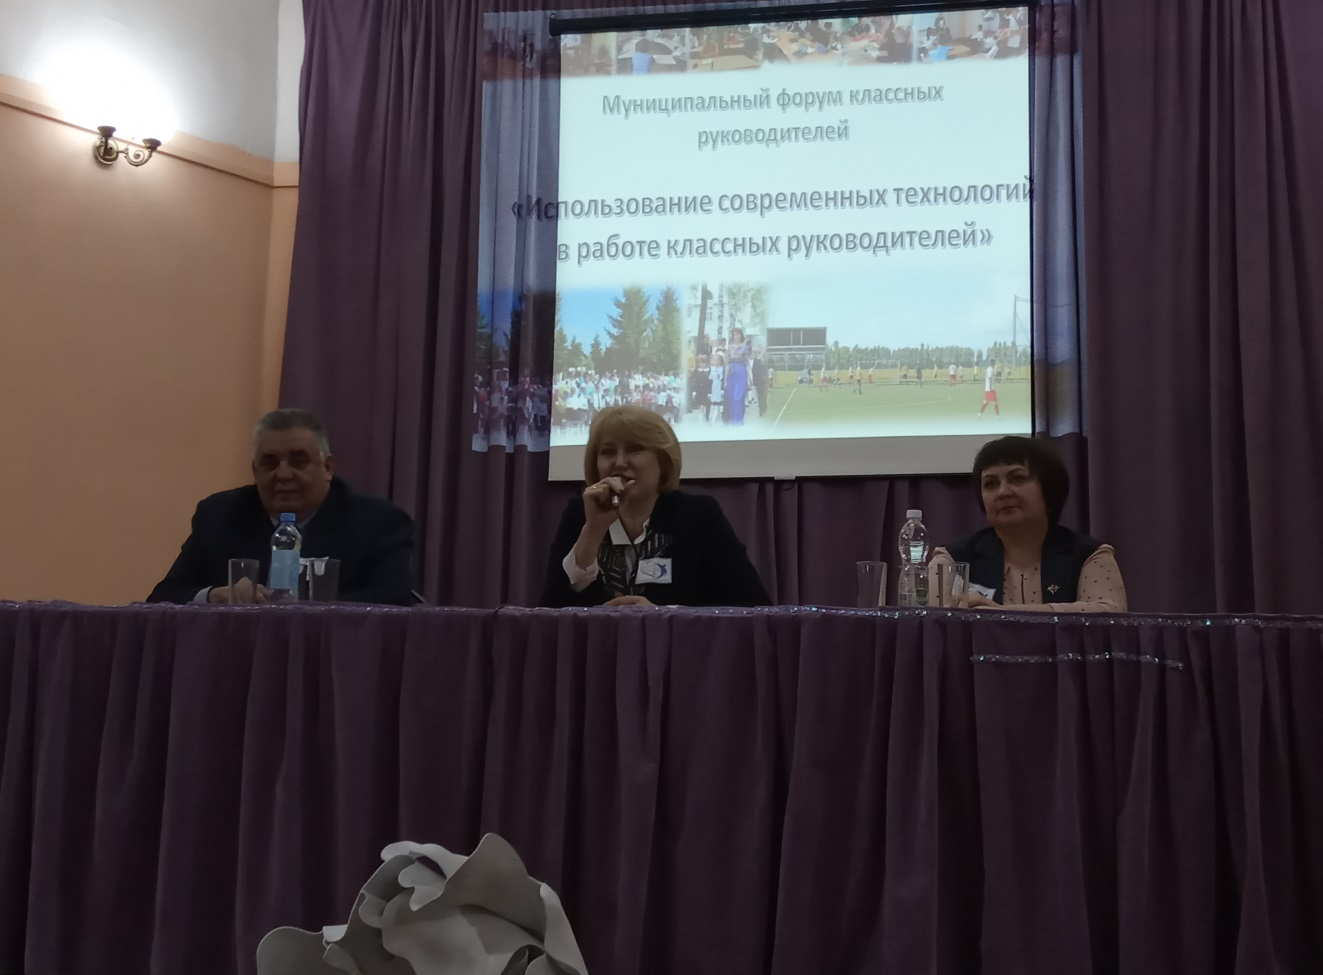 Муниципальный форум классных
руководителей
«Использование современных технологий
в работе классных руководителей»